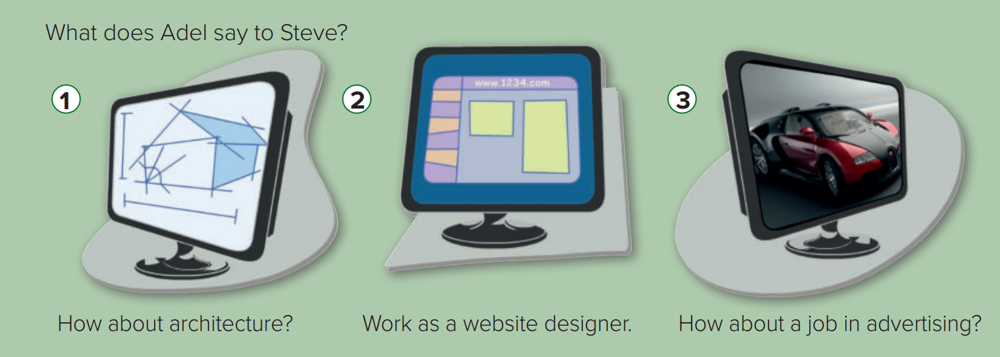 What does Adel say to Steve?
1
2
3
www.1234.com
How about architecture?
Work as a website designer.
How about a job in advertising?